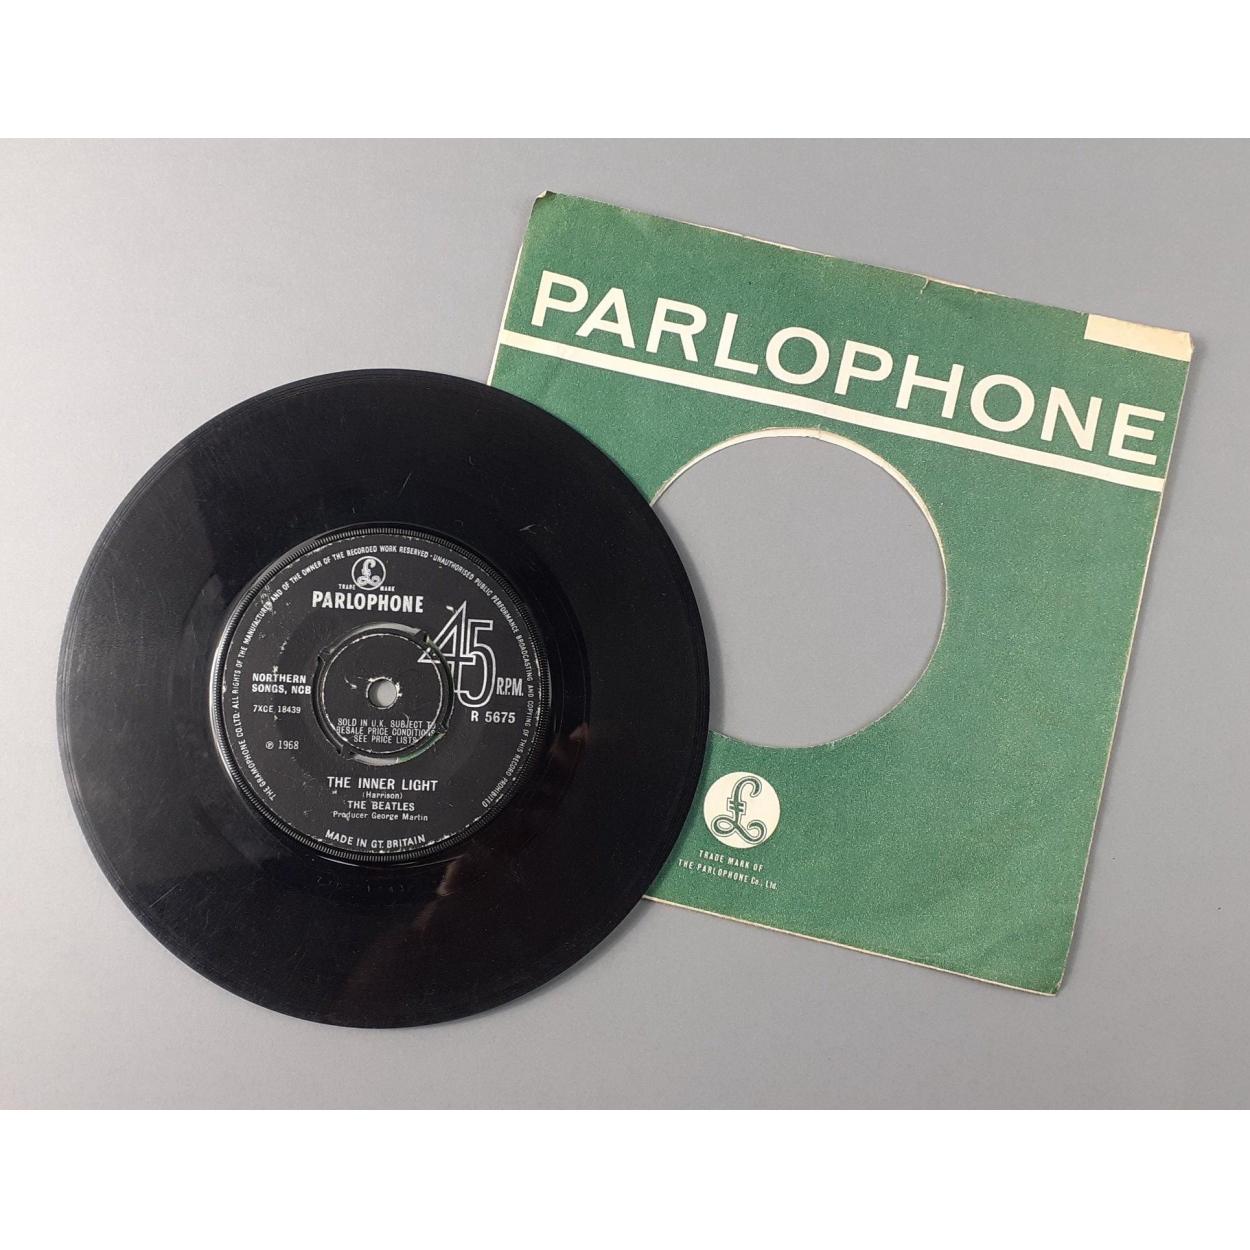 PARLOPHONE
THE GRAMOPHONE CO. LTD. ALL RIGHTS OF THE MANUFACTURER AND OF THE OWNER OF THE RECORDED WORK RESERVED · UNAUTHORISED PUBLIC PERFORMANCE BROADCASTING AND COPYING OF THIS RECORD PROHIBITED
£
TRADE MARK
PARLOPHONE
45
R.P.M.
NORTHERN
SONGS, NCB
7XCE 18439
R 5675
SOLD IN U.K. SUBJECT TO
RESALE PRICE CONDITIONS,
SEE PRICE LISTS
℗ 1968
THE INNER LIGHT
(Harrison)
THE BEATLES
Producer George Martin
MADE IN GT. BRITAIN
£
TRADE MARK OF
THE PARLOPHONE Co., Ltd.